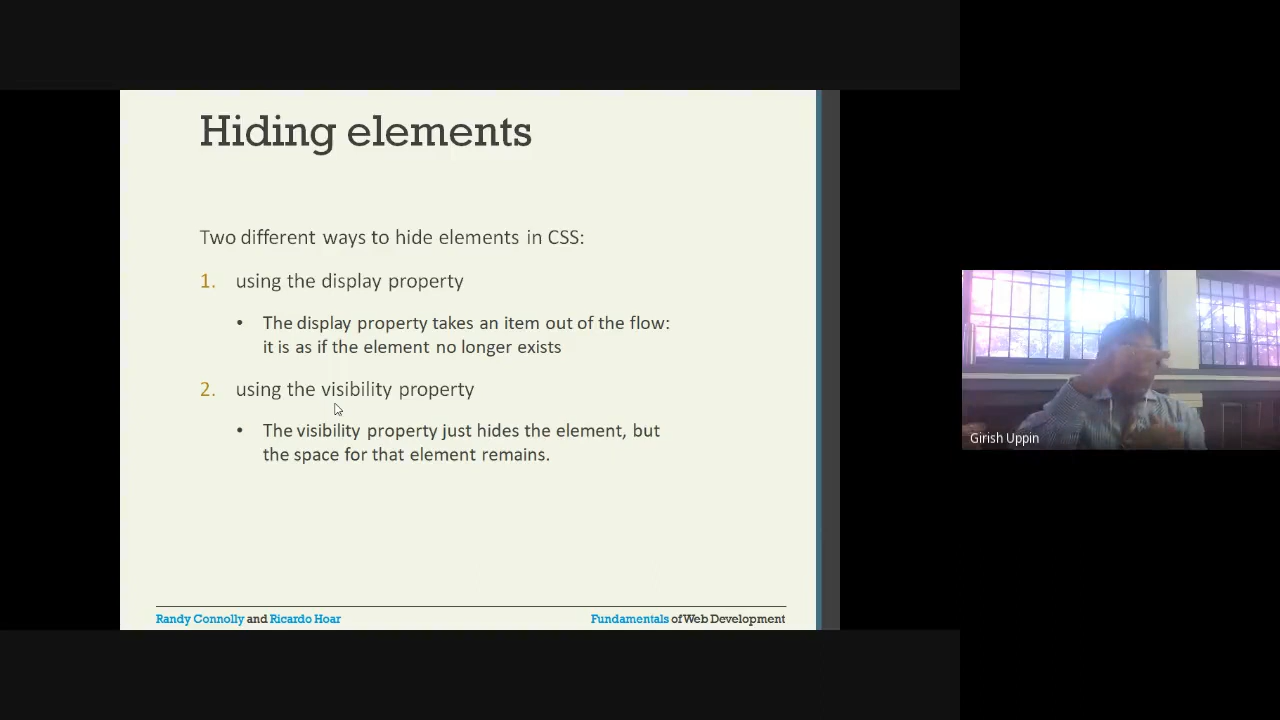 Hiding elements
Two different ways to hide elements in CSS:
1. using the display property
• The display property takes an item out of the flow:
it is as if the element no longer exists
2. using the visibility property
• The visibility property just hides the element, but
the space for that element remains.
Randy Connolly and Ricardo Hoar
Fundamentals of Web Development
Girish Uppin